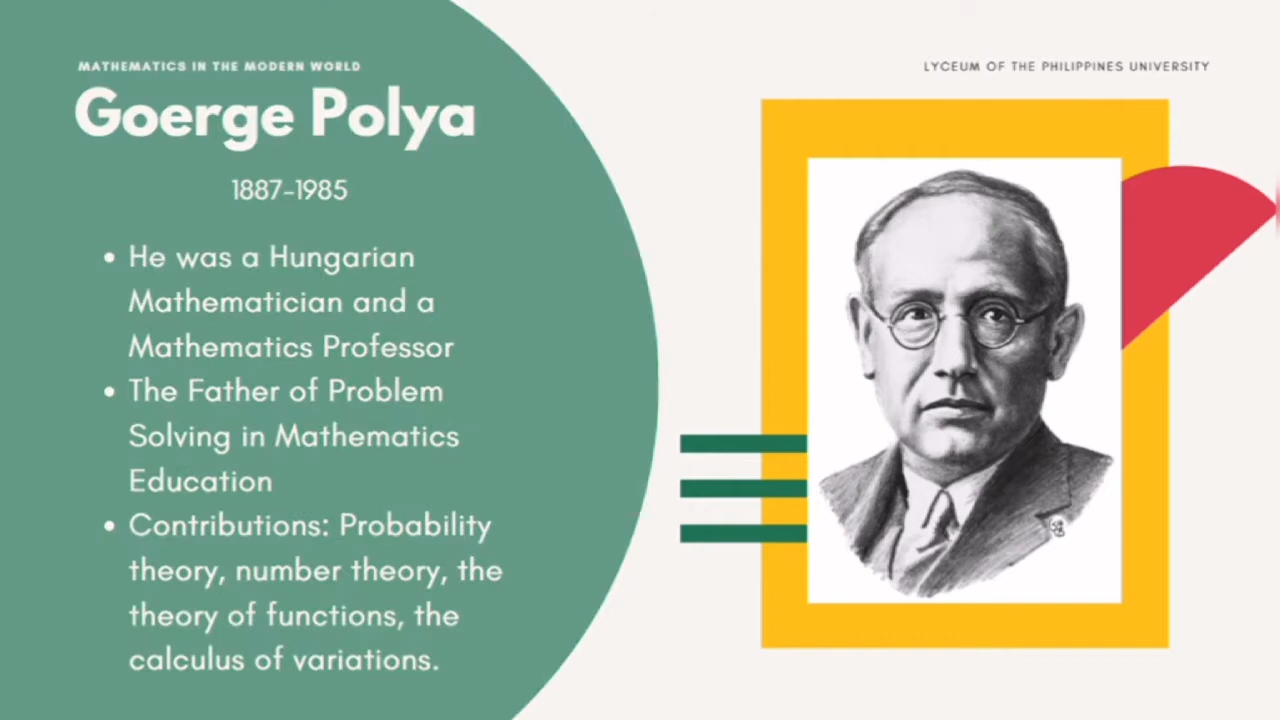 MATHEMATICS IN THE MODERN WORLD
LYCEUM OF THE PHILIPPINES UNIVERSITY
Goerge Polya
1887-1985
• He was a Hungarian
Mathematician and a
Mathematics Professor
• The Father of Problem
Solving in Mathematics
Education
• Contributions: Probability
theory, number theory, the
theory of functions, the
calculus of variations.